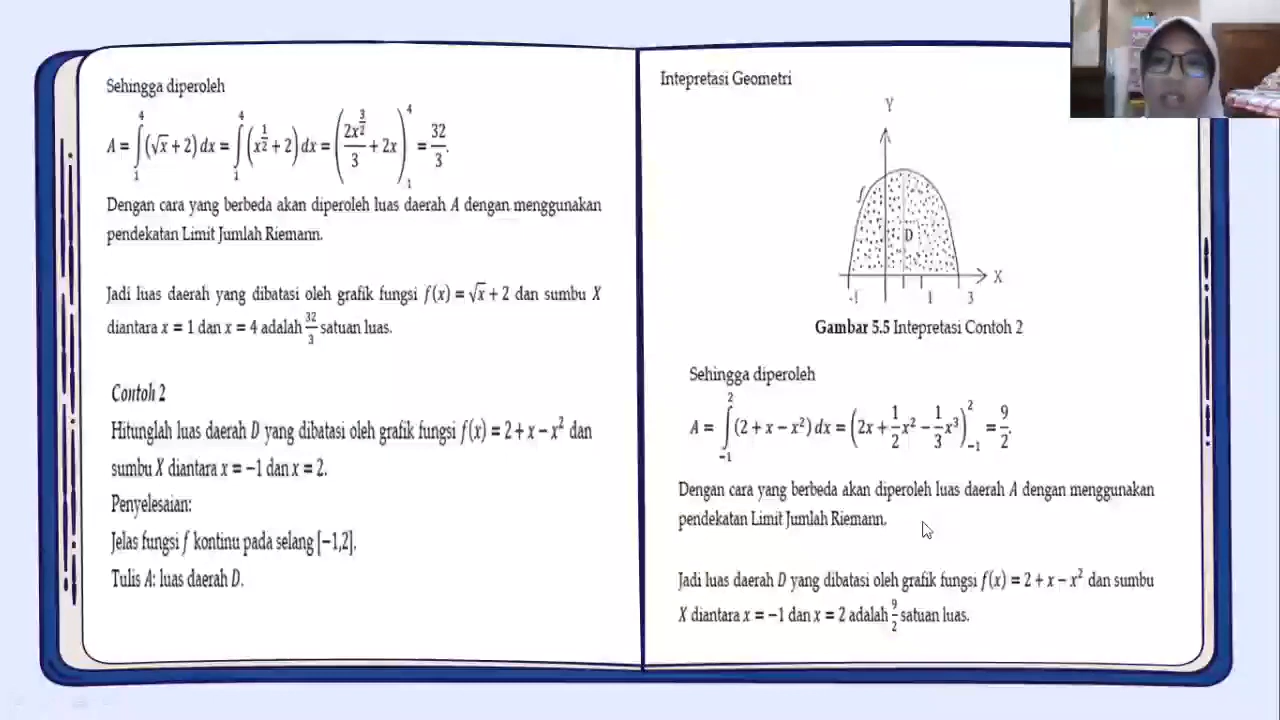 Sehingga diperoleh
A = ∫₁⁴ (√x + 2) dx = ∫₁⁴ (x^{1/2} + 2) dx = (2x^{3/2}/3 + 2x)₁⁴ = 32/3.
Dengan cara yang berbeda akan diperoleh luas daerah A dengan menggunakan
pendekatan Limit Jumlah Riemann.
Jadi luas daerah yang dibatasi oleh grafik fungsi f(x) = √x + 2 dan sumbu X
diantara x = 1 dan x = 4 adalah 32/3 satuan luas.
Contoh 2
Hitunglah luas daerah D yang dibatasi oleh grafik fungsi f(x) = 2 + x − x² dan
sumbu X diantara x = −1 dan x = 2.
Penyelesaian:
Jelas fungsi f kontinu pada selang [−1,2].
Tulis A: luas daerah D.
Intepretasi Geometri
Y
f
D
X
-1 1 3
Gambar 5.5 Intepretasi Contoh 2
Sehingga diperoleh
A = ∫₋₁² (2 + x − x²) dx = (2x + 1/2 x² − 1/3 x³)₋₁² = 9/2.
Dengan cara yang berbeda akan diperoleh luas daerah A dengan menggunakan
pendekatan Limit Jumlah Riemann.
Jadi luas daerah D yang dibatasi oleh grafik fungsi f(x) = 2 + x − x² dan sumbu
X diantara x = −1 dan x = 2 adalah 9/2 satuan luas.